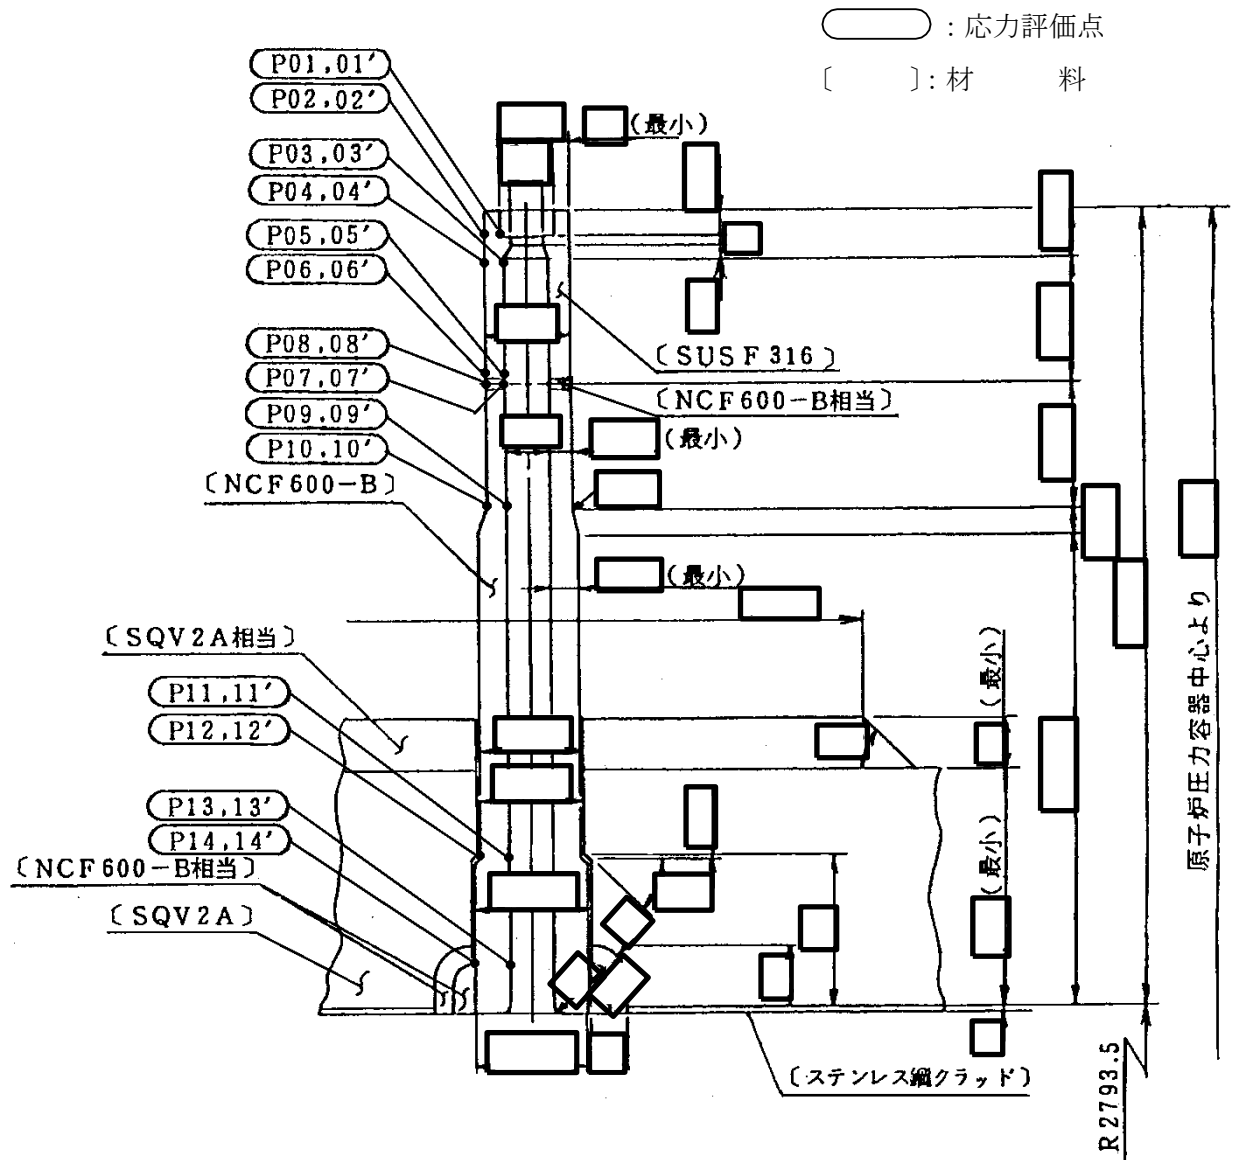 ：応力評価点
〔　　〕：材　　料
P01,01′
P02,02′
(最小)
P03,03′
P04,04′
P05,05′
P06,06′
P08,08′
〔SUSF316〕
P07,07′
〔NCF600－B相当〕
P09,09′
(最小)
P10,10′
〔NCF600－B〕
(最小)
〔SQV2A相当〕
(最小)
P11,11′
P12,12′
原子炉圧力容器中心より
P13,13′
P14,14′
(最小)
〔NCF600－B相当〕
〔SQV2A〕
〔ステンレス鋼クラッド〕
R2793.5